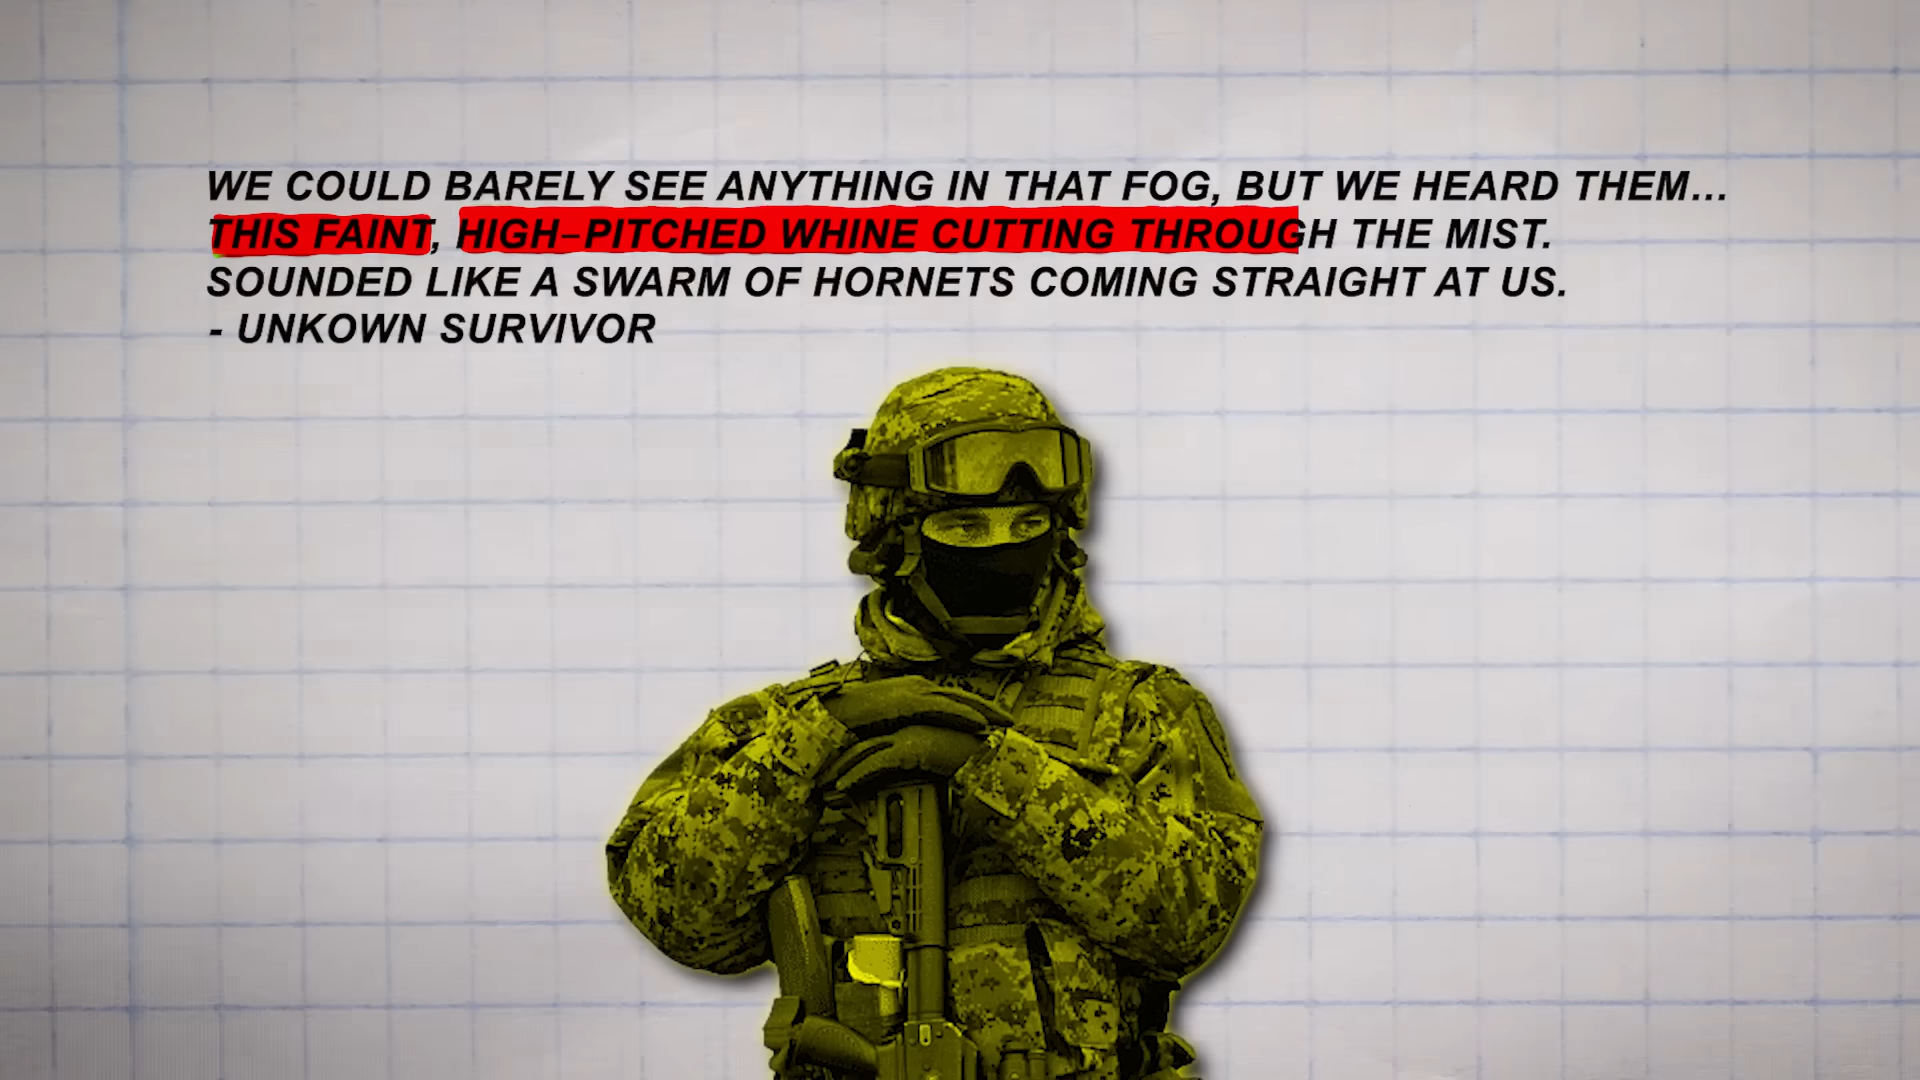 WE COULD BARELY SEE ANYTHING IN THAT FOG, BUT WE HEARD THEM...
THIS FAINT, HIGH–PITCHED WHINE CUTTING THROUGH THE MIST.
SOUNDED LIKE A SWARM OF HORNETS COMING STRAIGHT AT US.
- UNKOWN SURVIVOR